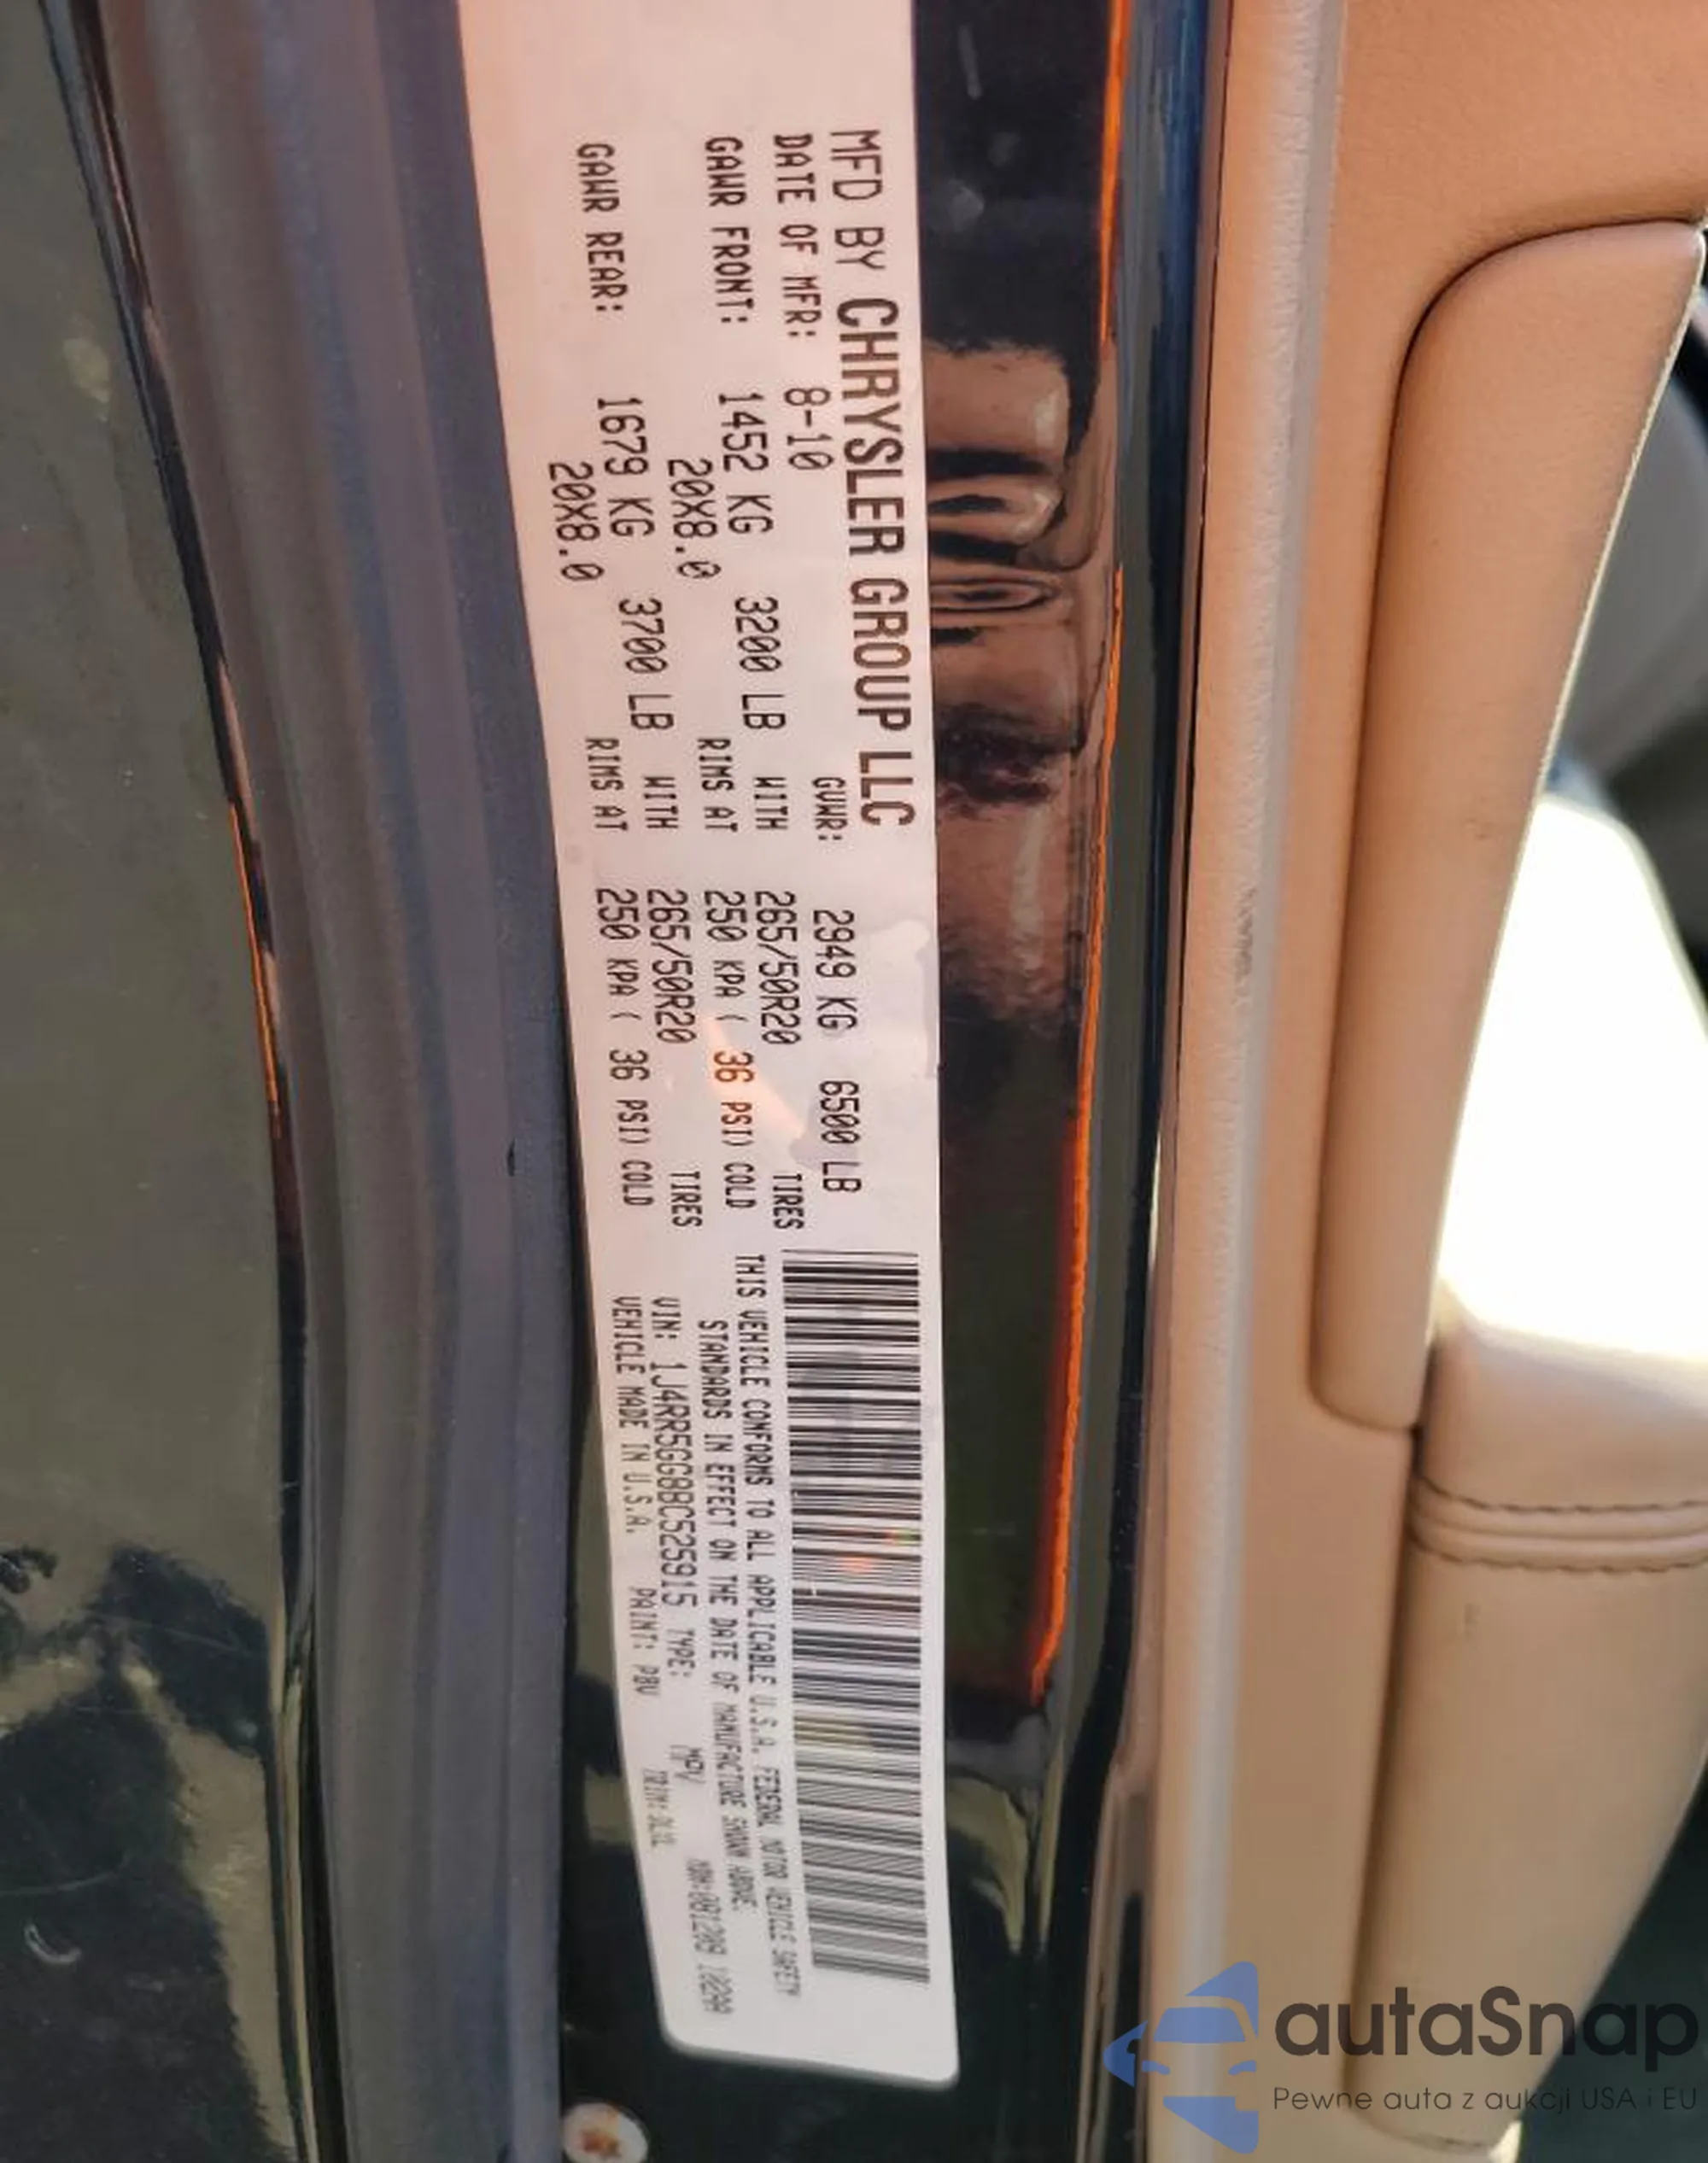 MFD BY CHRYSLER GROUP LLC
DATE OF MFR: 8-10 GVWR: 2949 KG 6500 LB
GAWR FRONT: 1452 KG 3200 LB WITH 265/50R20 TIRES
20X8.0 RIMS AT 250 KPA ( 36 PSI) COLD
GAWR REAR: 1679 KG 3700 LB WITH 265/50R20 TIRES
20X8.0 RIMS AT 250 KPA ( 36 PSI) COLD
THIS VEHICLE CONFORMS TO ALL APPLICABLE U.S.A. FEDERAL MOTOR VEHICLE SAFETY
STANDARDS IN EFFECT ON THE DATE OF MANUFACTURE SHOWN ABOVE.
VIN: 1J4RR5GG8BC525915 TYPE: MPV
VEHICLE MADE IN U.S.A. PAINT: PBV TRIM:
autaSnap
Pewne auta z aukcji USA i EU